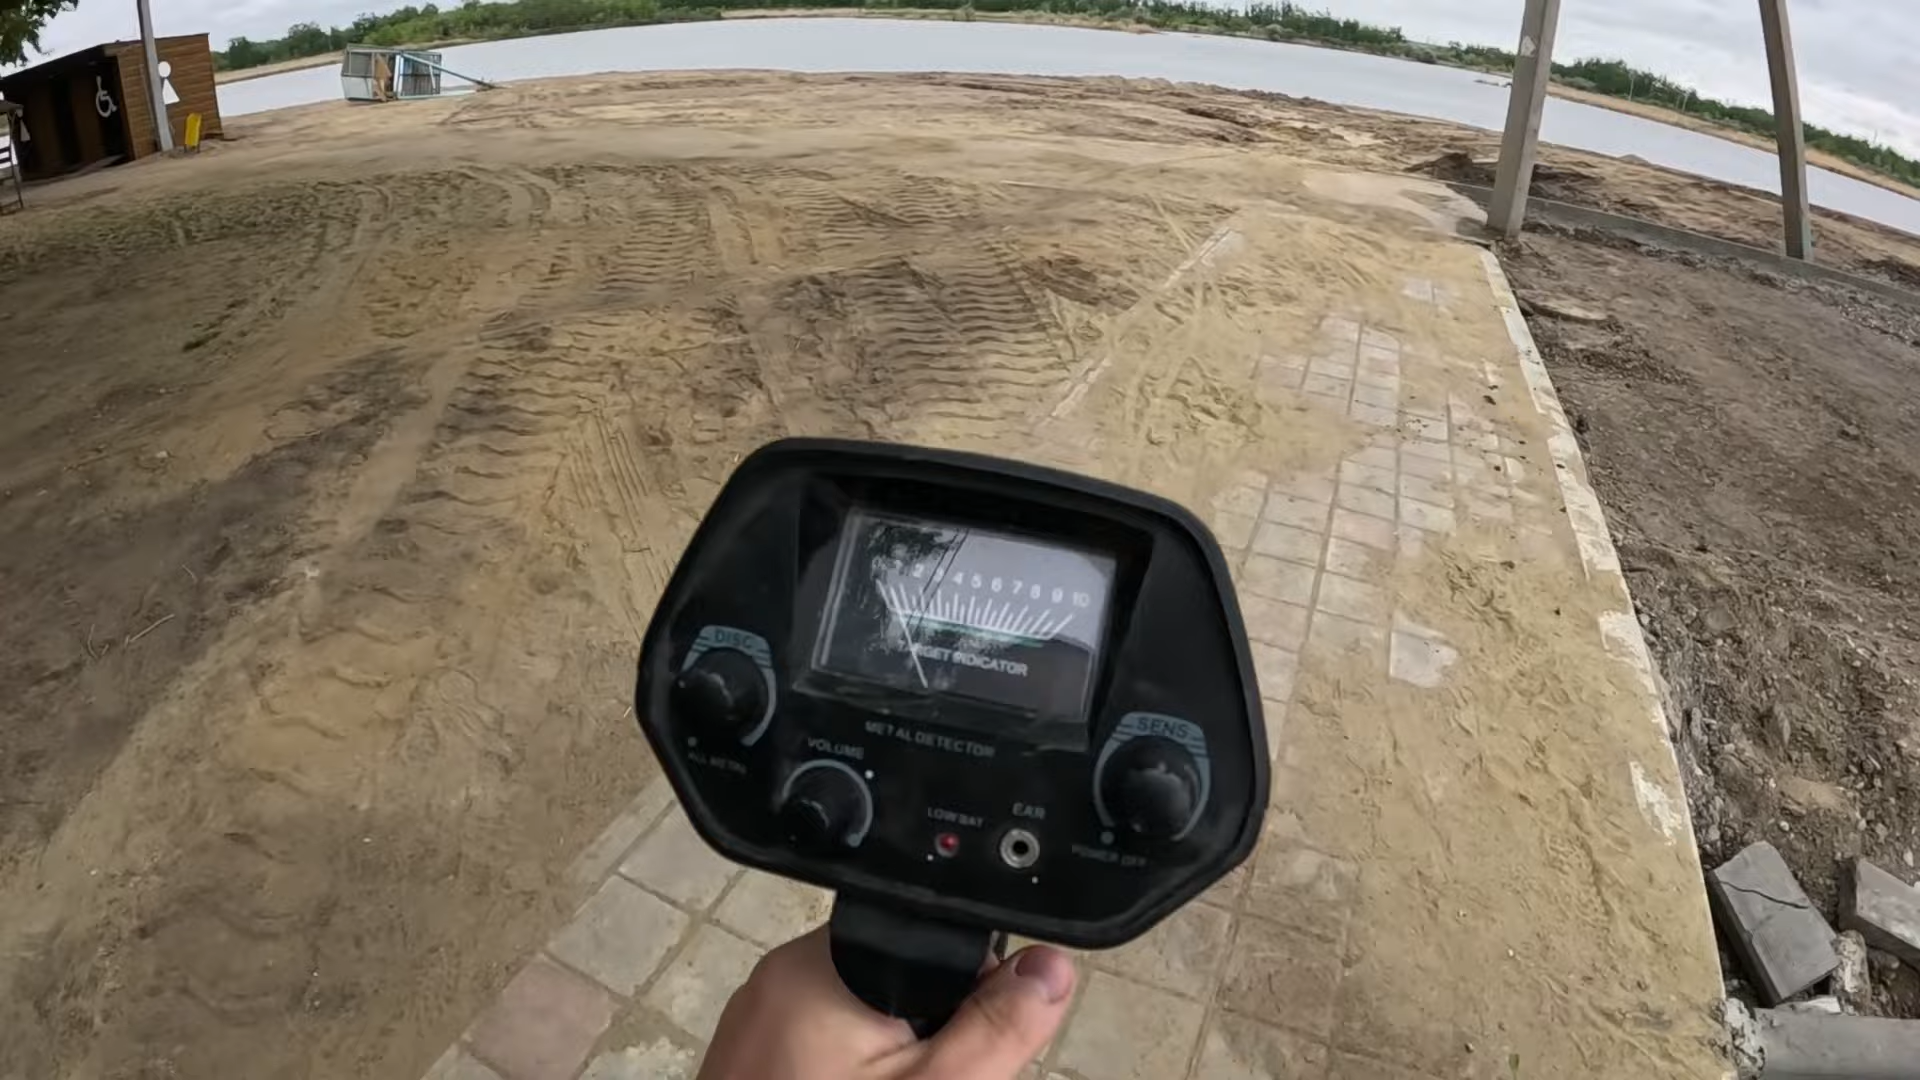 0 1 2 3 4 5 6 7 8 9 10
TARGET INDICATOR
DISC
METAL DETECTOR
SENS
VOLUME
ALL METAL
LOW BAT
EAR
POWER OFF